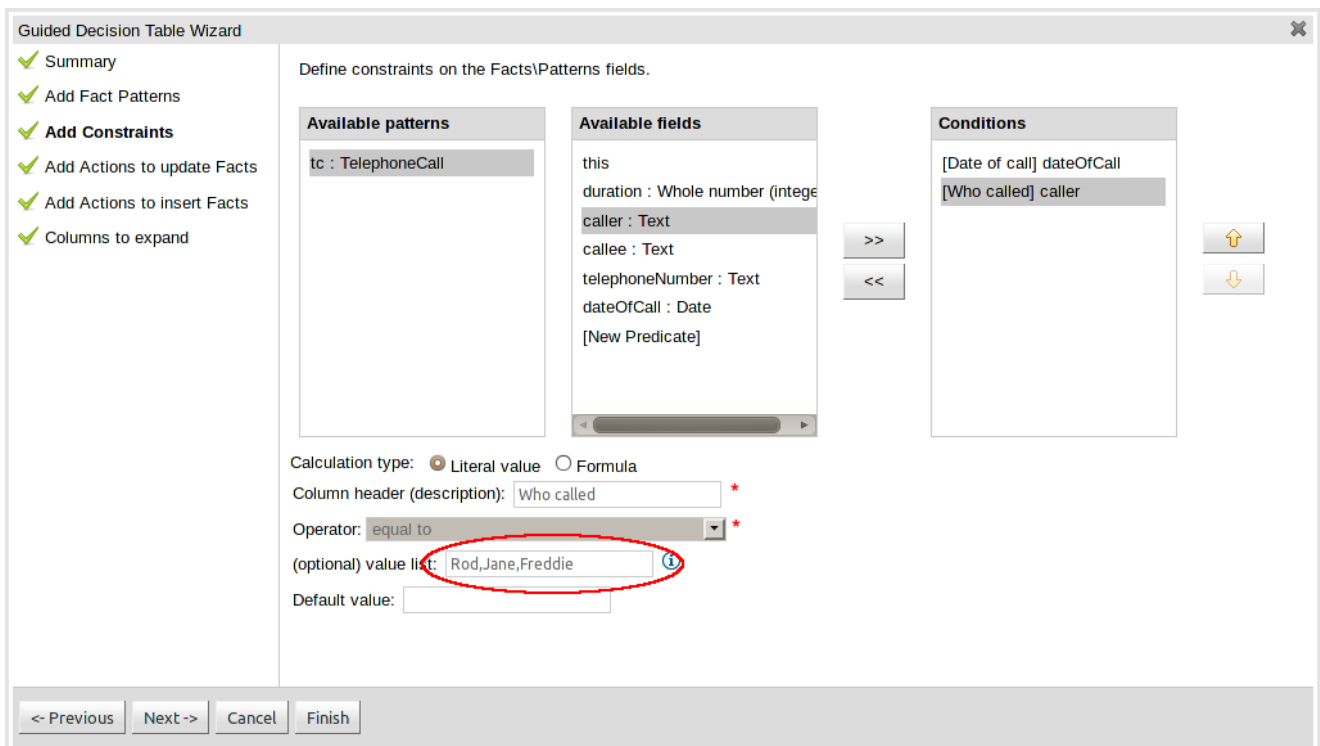 Guided Decision Table Wizard
Summary
Add Fact Patterns
Add Constraints
Add Actions to update Facts
Add Actions to insert Facts
Columns to expand
Define constraints on the Facts\Patterns fields.
Available patterns
tc : TelephoneCall
Available fields
this
duration : Whole number (intege
caller : Text
callee : Text
telephoneNumber : Text
dateOfCall : Date
[New Predicate]
>>
<<
Conditions
[Date of call] dateOfCall
[Who called] caller
Calculation type: Literal value Formula
Column header (description): Who called *
Operator: equal to *
(optional) value list: Rod,Jane,Freddie
Default value:
<- Previous Next -> Cancel Finish